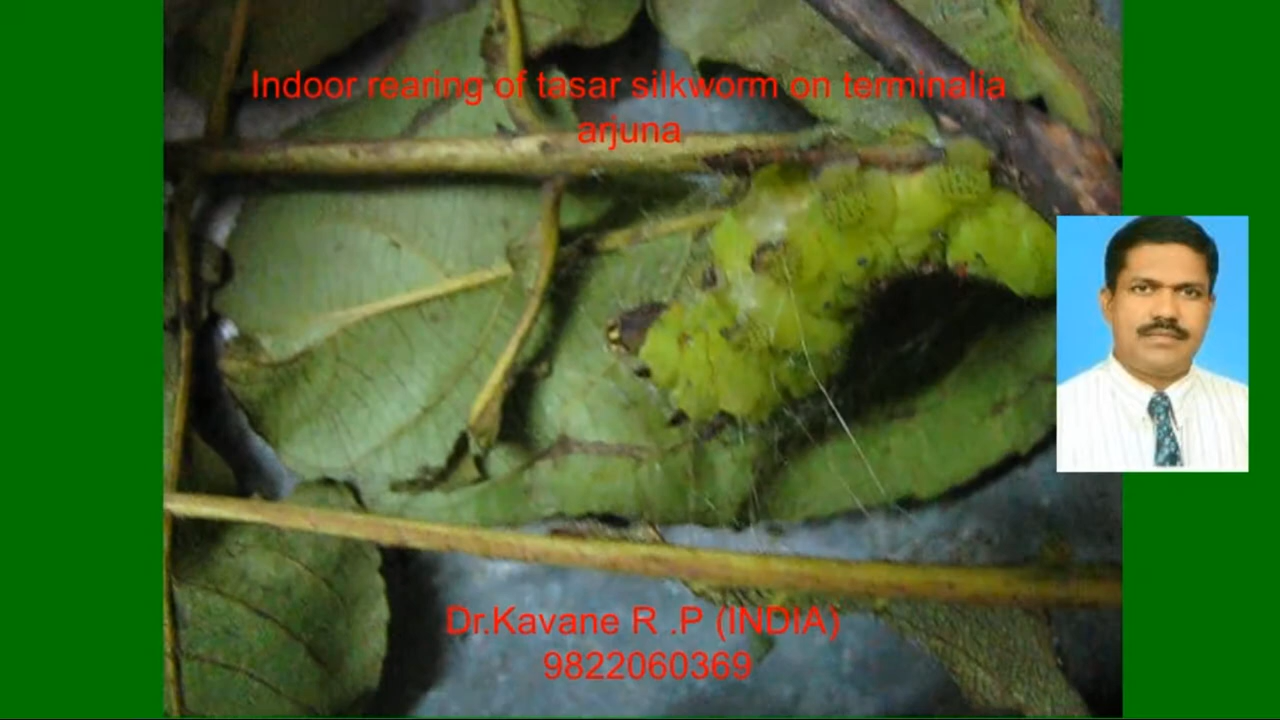 Indoor rearing of tasar silkworm on terminalia
arjuna
Dr.Kavane R .P (INDIA)
9822060369